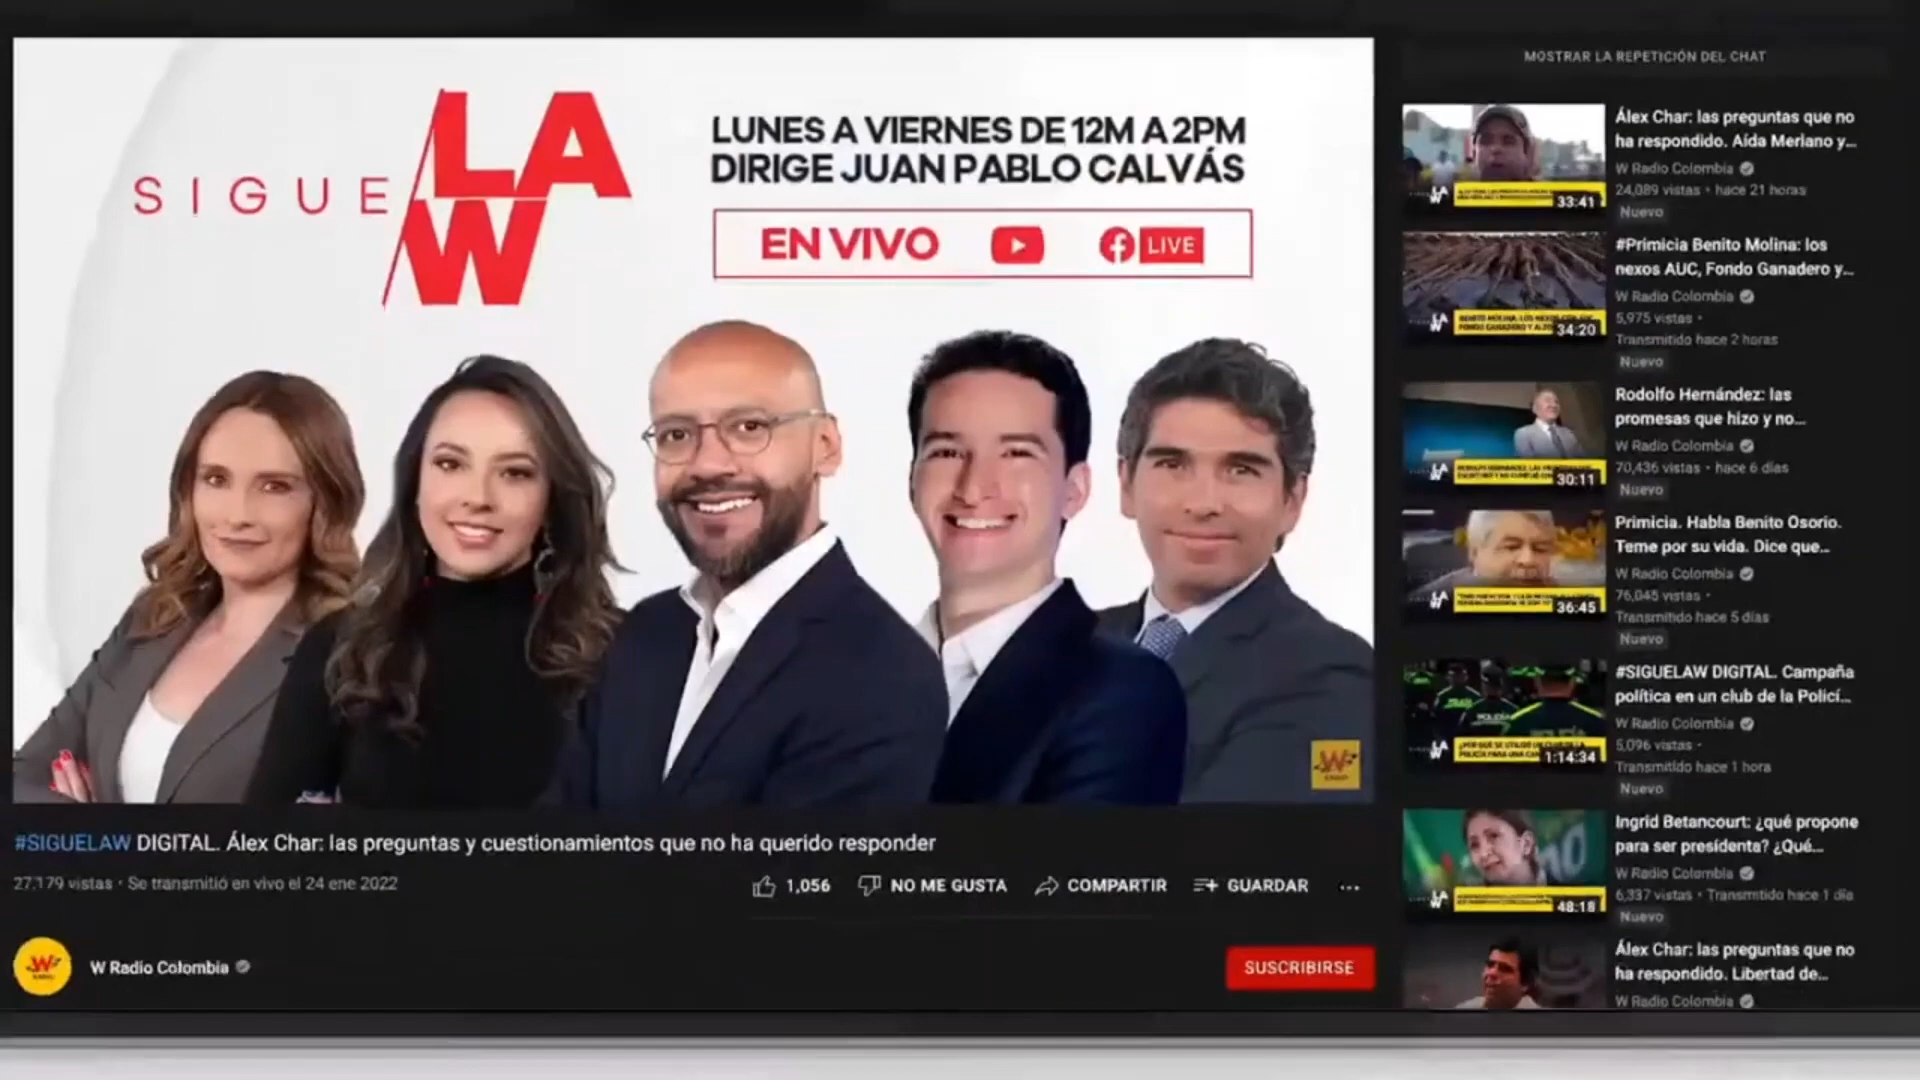 SIGUE LA W
LUNES A VIERNES DE 12M A 2PM
DIRIGE JUAN PABLO CALVÁS
EN VIVO
LIVE
#SIGUELAW DIGITAL. Álex Char: las preguntas y cuestionamientos que no ha querido responder
27.179 vistas • Se transmitió en vivo el 24 ene 2022
1,056
NO ME GUSTA
COMPARTIR
GUARDAR
W Radio Colombia
SUSCRIBIRSE
MOSTRAR LA REPETICIÓN DEL CHAT
33:41
Álex Char: las preguntas que no
ha respondido. Aída Merlano y...
W Radio Colombia
24,089 vistas • hace 21 horas
Nuevo
34:20
#Primicia Benito Molina: los
nexos AUC, Fondo Ganadero y...
W Radio Colombia
5,975 vistas •
Transmitido hace 2 horas
Nuevo
30:11
Rodolfo Hernández: las
promesas que hizo y no...
W Radio Colombia
70,436 vistas • hace 6 días
Nuevo
36:45
Primicia. Habla Benito Osorio.
Teme por su vida. Dice que...
W Radio Colombia
76,045 vistas •
Transmitido hace 5 días
Nuevo
1:14:34
#SIGUELAW DIGITAL. Campaña
política en un club de la Policí...
W Radio Colombia
5,096 vistas •
Transmitido hace 1 hora
Nuevo
48:18
Ingrid Betancourt: ¿qué propone
para ser presidenta? ¿Qué...
W Radio Colombia
6,337 vistas • Transmitido hace 1 día
Nuevo
Álex Char: las preguntas que no
ha respondido. Libertad de...
W Radio Colombia